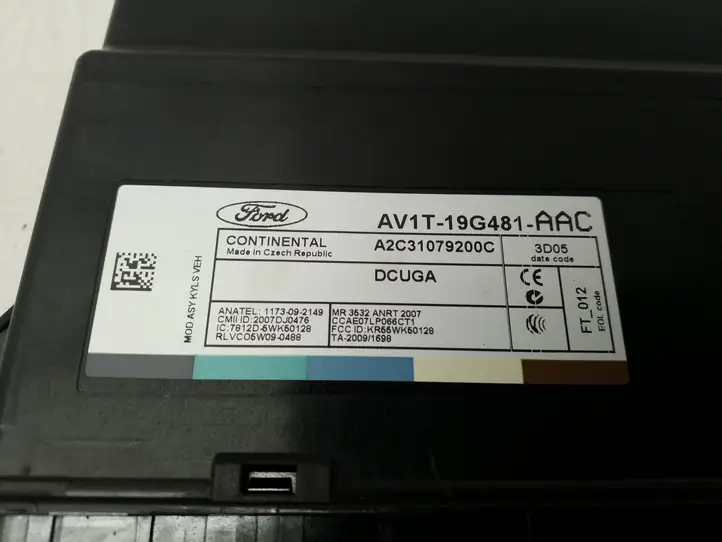 Ford
AV1T-19G481-AAC
CONTINENTAL
Made in Czech Republic
A2C31079200C
3D05
date code
MOD ASY KYLS VEH
DCUGA
CE
FT_012
EOL code
ANATEL: 1173-09-2149
CMII ID:2007DJ0476
IC:7812D-5WK50128
RLVCO5W09-0488
MR 3532 ANRT 2007
CCAE07LP066CT1
FCC ID:KR55WK50128
TA-2009/1698